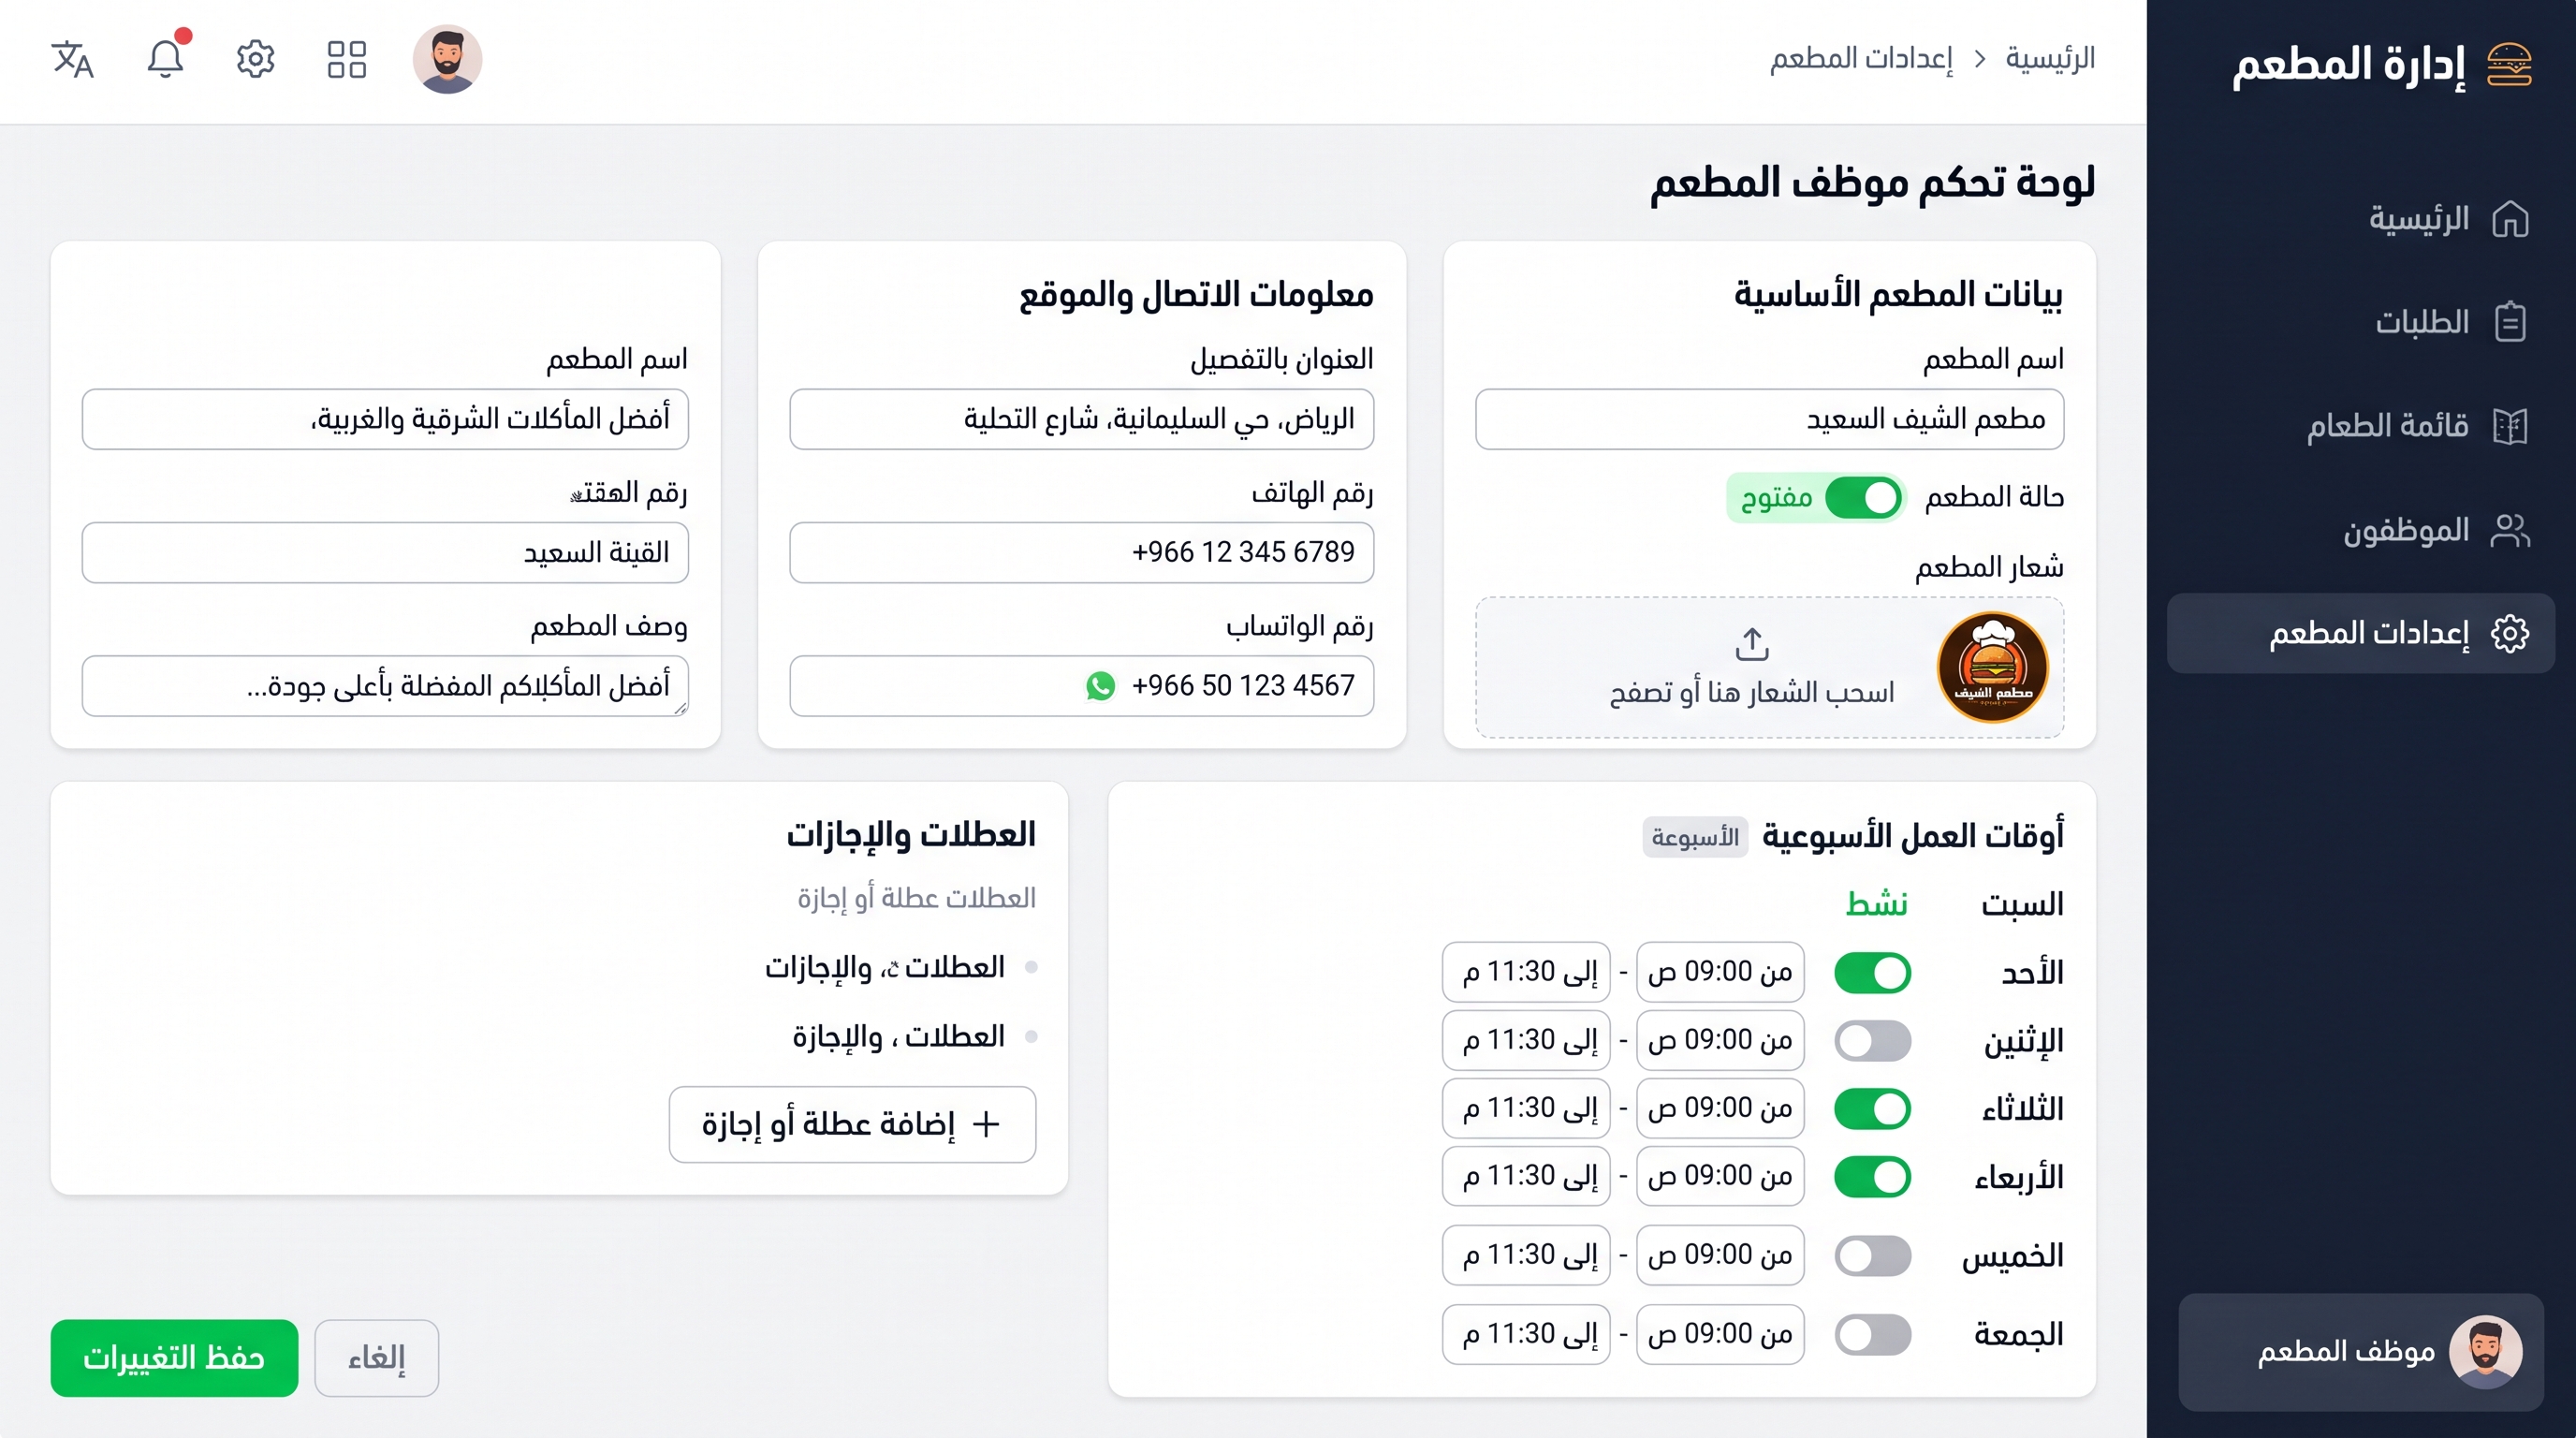 إدارة المطعم
الرئيسية
الطلبات
قائمة الطعام
الموظفون
إعدادات المطعم
موظف المطعم
الرئيسية > إعدادات المطعم
لوحة تحكم موظف المطعم
بيانات المطعم الأساسية
اسم المطعم
مطعم الشيف السعيد
حالة المطعم مفتوح
شعار المطعم
مطعم الشيف
اسحب الشعار هنا أو تصفح
معلومات الاتصال والموقع
العنوان بالتفصيل
الرياض، حي السليمانية، شارع التحلية
رقم الهاتف
+966 12 345 6789
رقم الواتساب
+966 50 123 4567
اسم المطعم
أفضل المأكلات الشرقية والغربية،
رقم
القينة السعيد
وصف المطعم
أفضل المأكلاكم المفضلة بأعلى جودة...
أوقات العمل الأسبوعية الأسبوعة
السبت نشط
الأحد من 09:00 ص - إلى 11:30 م
الإثنين من 09:00 ص - إلى 11:30 م
الثلاثاء من 09:00 ص - إلى 11:30 م
الأربعاء من 09:00 ص - إلى 11:30 م
الخميس من 09:00 ص - إلى 11:30 م
الجمعة من 09:00 ص - إلى 11:30 م
العطلات والإجازات
العطلات عطلة أو إجازة
العطلات والإجازات
العطلات ، والإجازة
+ إضافة عطلة أو إجازة
إلغاء
حفظ التغييرات